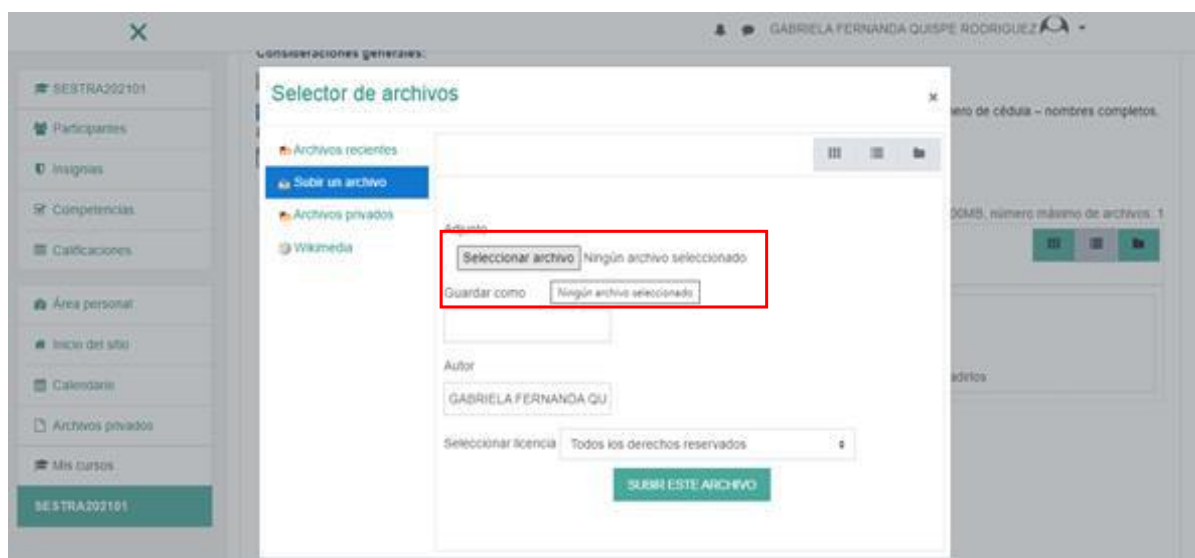 GABRIELA FERNANDA QUISPE RODRIGUEZ
Consideraciones generales:
SESTRA202101
Participantes
Insignias
Competencias
Calificaciones
Área personal
Inicio del sitio
Calendario
Archivos privados
Mis cursos
SESTRA202101
Selector de archivos
×
Archivos recientes
Subir un archivo
Archivos privados
Wikimedia
Adjunto
Seleccionar archivo Ningún archivo seleccionado
Guardar como Ningún archivo seleccionado
Autor
GABRIELA FERNANDA QU
Seleccionar licencia Todos los derechos reservados
SUBIR ESTE ARCHIVO
de cédula – nombres completos.
número máximo de archivos: 1